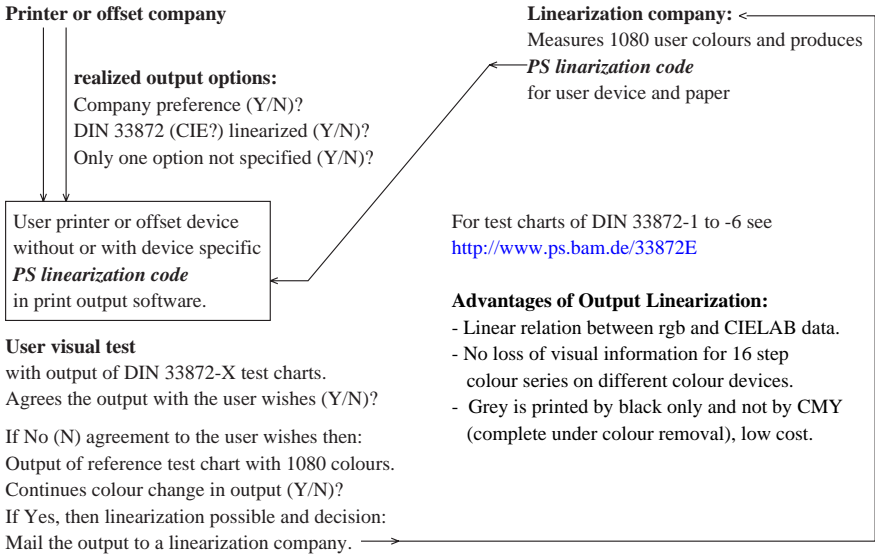 Printer or offset company
realized output options:
Company preference (Y/N)?
DIN 33872 (CIE?) linearized (Y/N)?
Only one option not specified (Y/N)?
User printer or offset device
without or with device specific
PS linearization code
in print output software.
User visual test
with output of DIN 33872-X test charts.
Agrees the output with the user wishes (Y/N)?
If No (N) agreement to the user wishes then:
Output of reference test chart with 1080 colours.
Continues colour change in output (Y/N)?
If Yes, then linearization possible and decision:
Mail the output to a linearization company.
Linearization company:
Measures 1080 user colours and produces
PS linarization code
for user device and paper
For test charts of DIN 33872-1 to -6 see
http://www.ps.bam.de/33872E
Advantages of Output Linearization:
- Linear relation between rgb and CIELAB data.
- No loss of visual information for 16 step
colour series on different colour devices.
- Grey is printed by black only and not by CMY
(complete under colour removal), low cost.